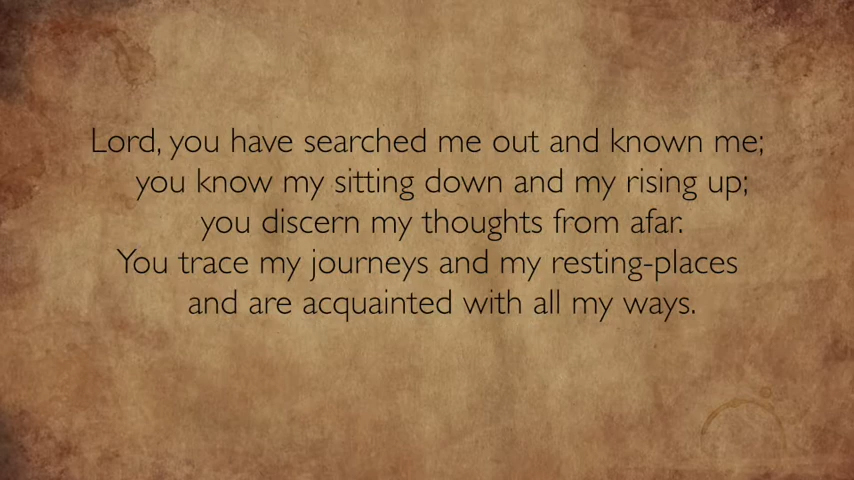 Lord, you have searched me out and known me;
you know my sitting down and my rising up;
you discern my thoughts from afar.
You trace my journeys and my resting-places
and are acquainted with all my ways.